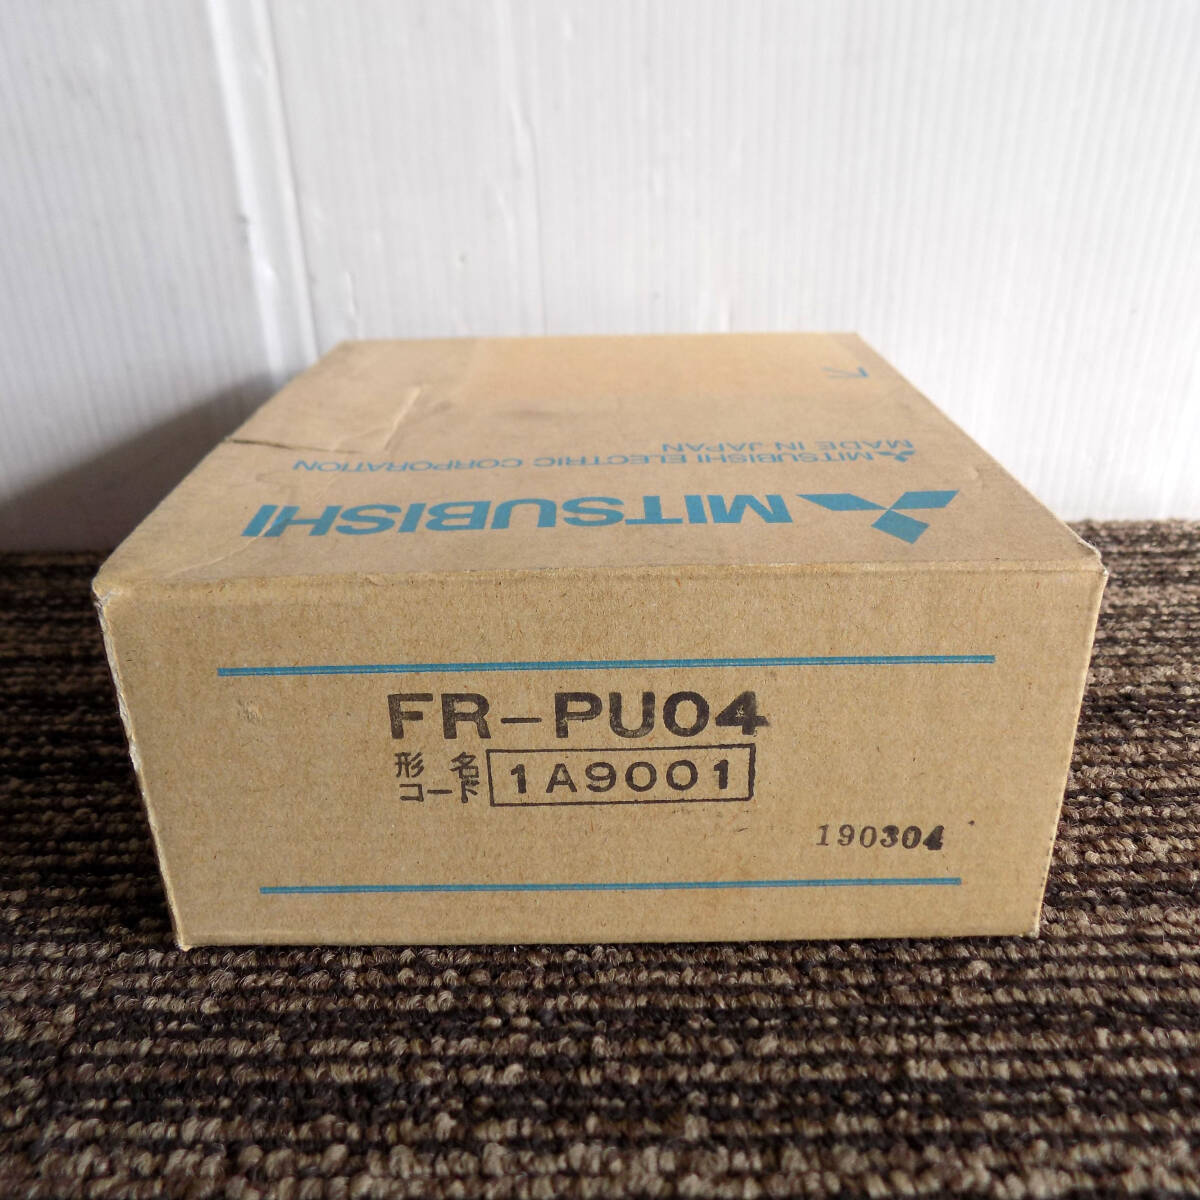 MITSUBISHI
MITSUBISHI ELECTRIC CORPORATION
MADE IN JAPAN
FR-PU04
形名
コード 1A9001
190304